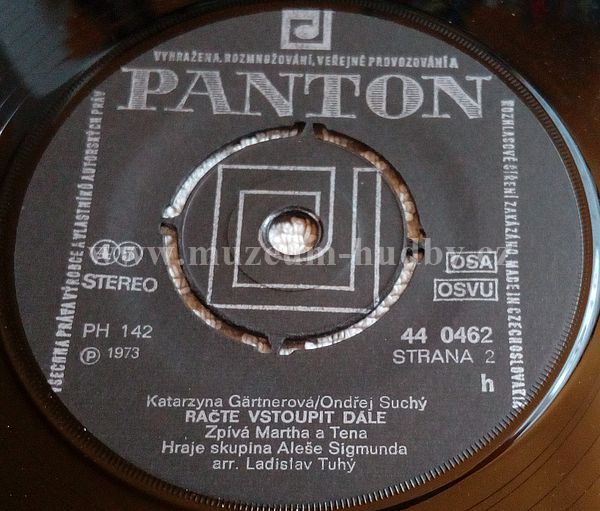 VYHRAŽENA. ROZMNOŽOVÁNÍ, VEŘEJNÉ PROVOZOVÁNÍ A
PANTON
VŠECHNA PRÁVA VÝROBCE A VLASTNÍKŮ AUTORSKÝCH PRÁV
ROZHLASOVÉ ŠÍŘENÍ ZAKÁZÁNO. MADE IN CZECHOSLOVAKIA
www.muzeum-hudby.cz
45
STEREO
OSA
OSVU
PH 142
℗ 1973
44 0462
STRANA 2
h
Katarzyna Gärtnerová/Ondřej Suchý
RAČTE VSTOUPIT DÁLE
Zpívá Martha a Tena
Hraje skupina Aleše Sigmunda
arr. Ladislav Tuhý